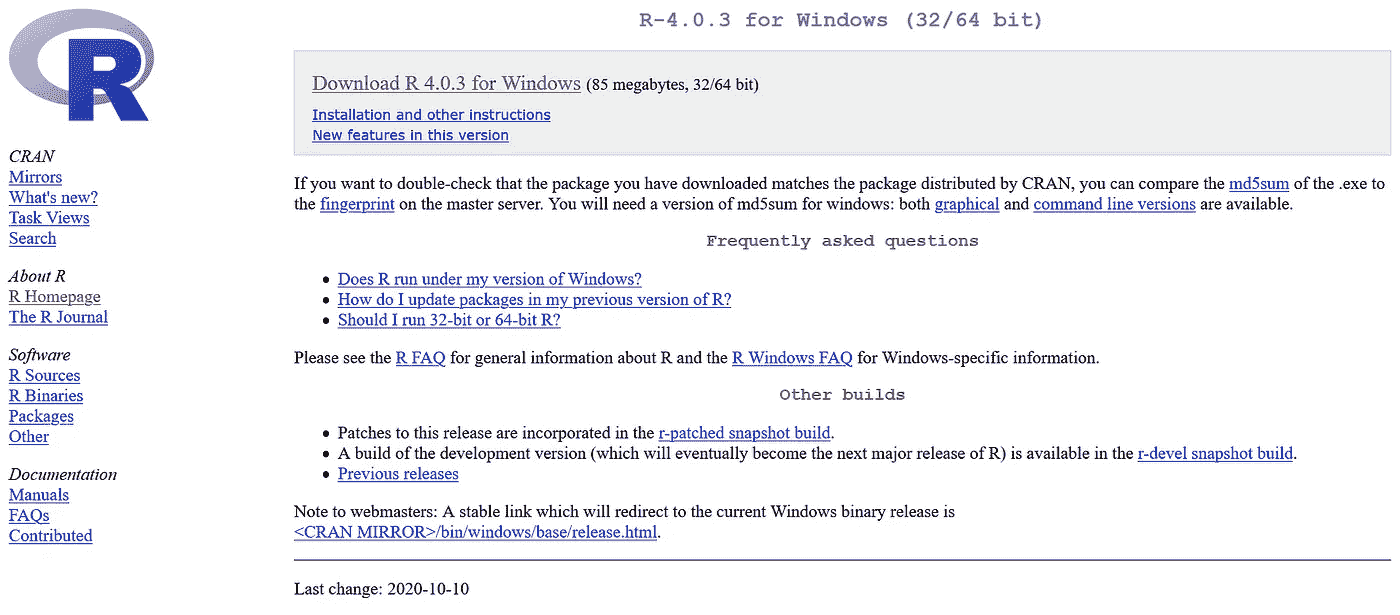 R
CRAN
Mirrors
What's new?
Task Views
Search
About R
R Homepage
The R Journal
Software
R Sources
R Binaries
Packages
Other
Documentation
Manuals
FAQs
Contributed
R-4.0.3 for Windows (32/64 bit)
Download R 4.0.3 for Windows (85 megabytes, 32/64 bit)
Installation and other instructions
New features in this version
If you want to double-check that the package you have downloaded matches the package distributed by CRAN, you can compare the md5sum of the .exe to
the fingerprint on the master server. You will need a version of md5sum for windows: both graphical and command line versions are available.
Frequently asked questions
• Does R run under my version of Windows?
• How do I update packages in my previous version of R?
• Should I run 32-bit or 64-bit R?
Please see the R FAQ for general information about R and the R Windows FAQ for Windows-specific information.
Other builds
• Patches to this release are incorporated in the r-patched snapshot build.
• A build of the development version (which will eventually become the next major release of R) is available in the r-devel snapshot build.
• Previous releases
Note to webmasters: A stable link which will redirect to the current Windows binary release is
<CRAN MIRROR>/bin/windows/base/release.html.
Last change: 2020-10-10